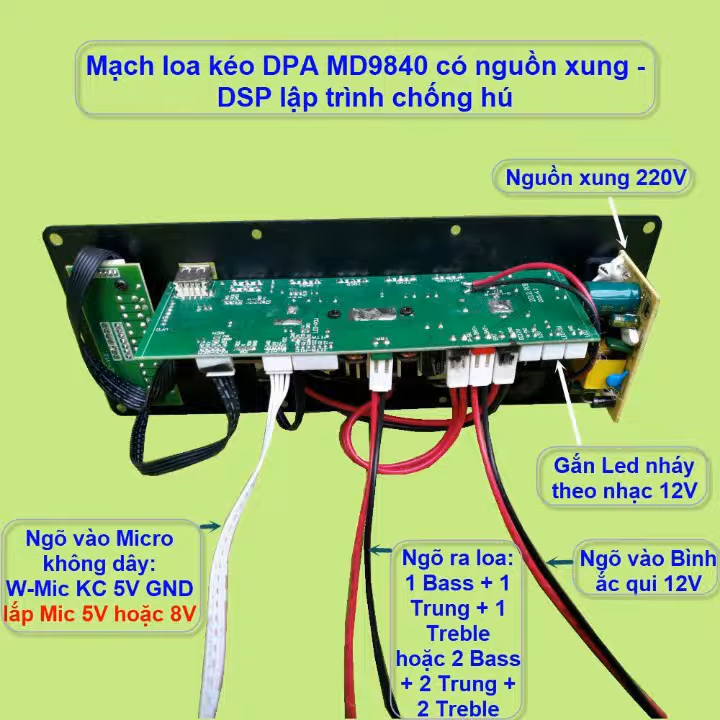 Mạch loa kéo DPA MD9840 có nguồn xung -
DSP lập trình chống hú
Nguồn xung 220V
Gắn Led nháy
theo nhạc 12V
Ngõ vào Micro
không dây:
W-Mic KC 5V GND
lắp Mic 5V hoặc 8V
Ngõ ra loa:
1 Bass + 1
Trung + 1
Treble
hoặc 2 Bass
+ 2 Trung +
2 Treble
Ngõ vào Bình
ắc qui 12V